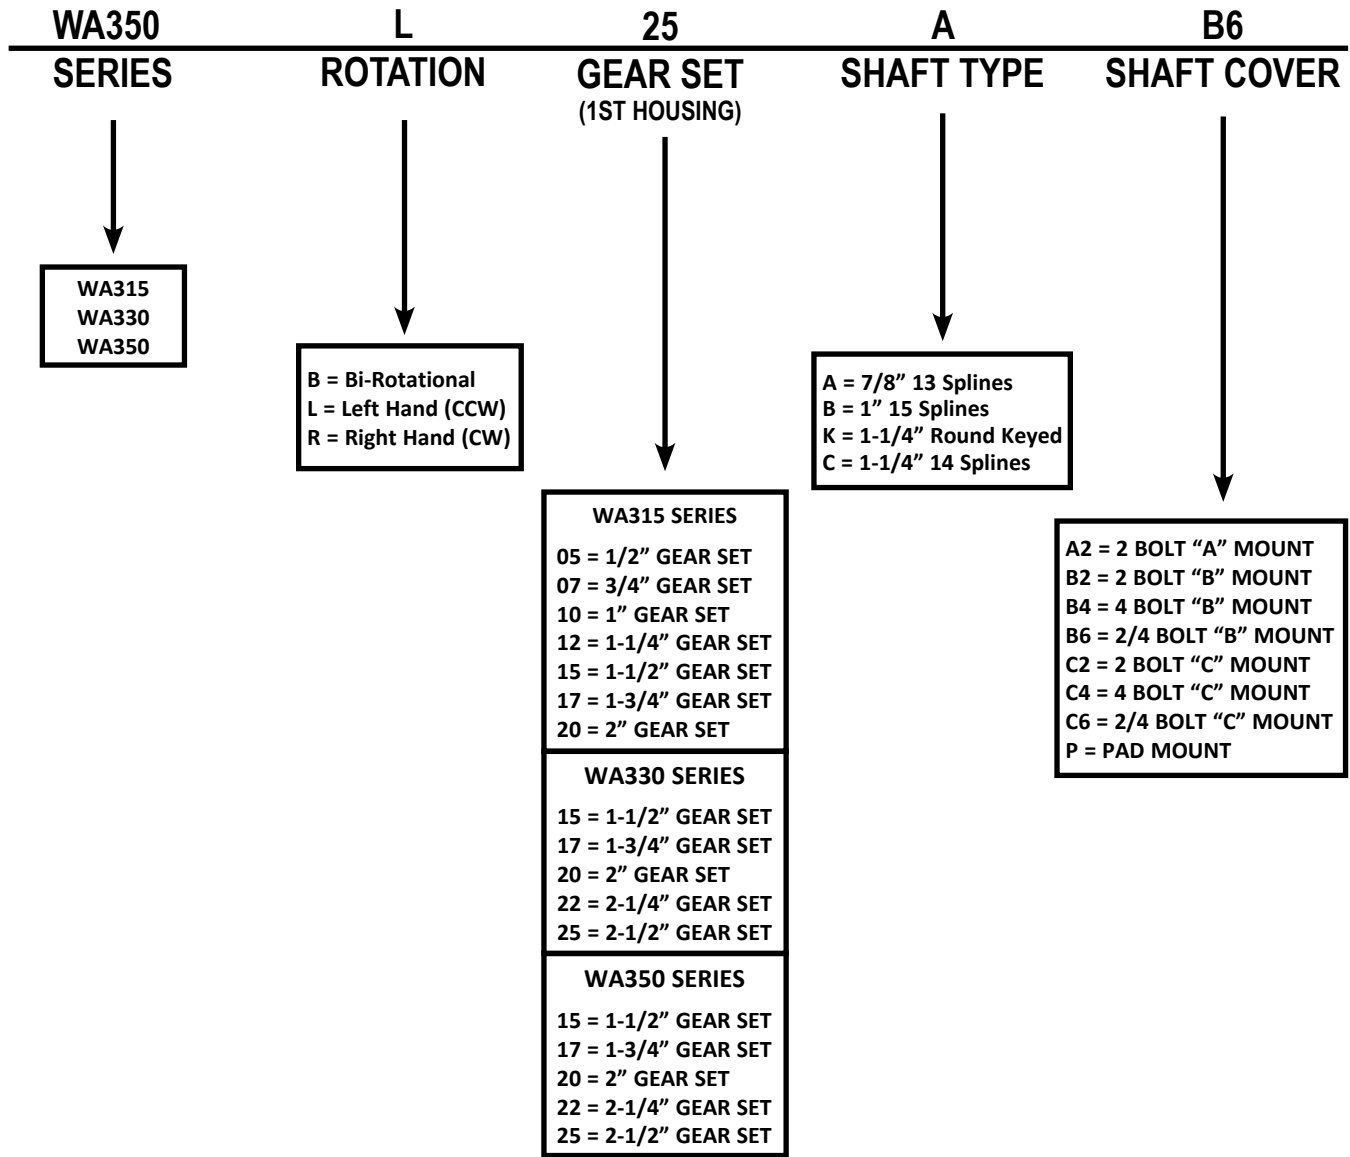 WA350 L 25 A B6
SERIES ROTATION GEAR SET SHAFT TYPE SHAFT COVER
(1ST HOUSING)
WA315
WA330
WA350
B = Bi-Rotational
L = Left Hand (CCW)
R = Right Hand (CW)
WA315 SERIES
05 = 1/2” GEAR SET
07 = 3/4” GEAR SET
10 = 1” GEAR SET
12 = 1-1/4” GEAR SET
15 = 1-1/2” GEAR SET
17 = 1-3/4” GEAR SET
20 = 2” GEAR SET
WA330 SERIES
15 = 1-1/2” GEAR SET
17 = 1-3/4” GEAR SET
20 = 2” GEAR SET
22 = 2-1/4” GEAR SET
25 = 2-1/2” GEAR SET
WA350 SERIES
15 = 1-1/2” GEAR SET
17 = 1-3/4” GEAR SET
20 = 2” GEAR SET
22 = 2-1/4” GEAR SET
25 = 2-1/2” GEAR SET
A = 7/8” 13 Splines
B = 1” 15 Splines
K = 1-1/4” Round Keyed
C = 1-1/4” 14 Splines
A2 = 2 BOLT “A” MOUNT
B2 = 2 BOLT “B” MOUNT
B4 = 4 BOLT “B” MOUNT
B6 = 2/4 BOLT “B” MOUNT
C2 = 2 BOLT “C” MOUNT
C4 = 4 BOLT “C” MOUNT
C6 = 2/4 BOLT “C” MOUNT
P = PAD MOUNT